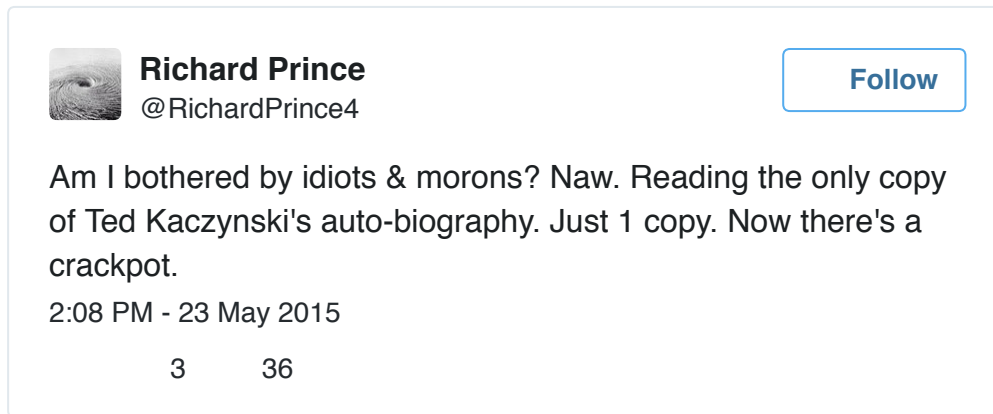 Richard Prince
@RichardPrince4
Follow
Am I bothered by idiots & morons? Naw. Reading the only copy
of Ted Kaczynski's auto-biography. Just 1 copy. Now there's a
crackpot.
2:08 PM - 23 May 2015
3 36